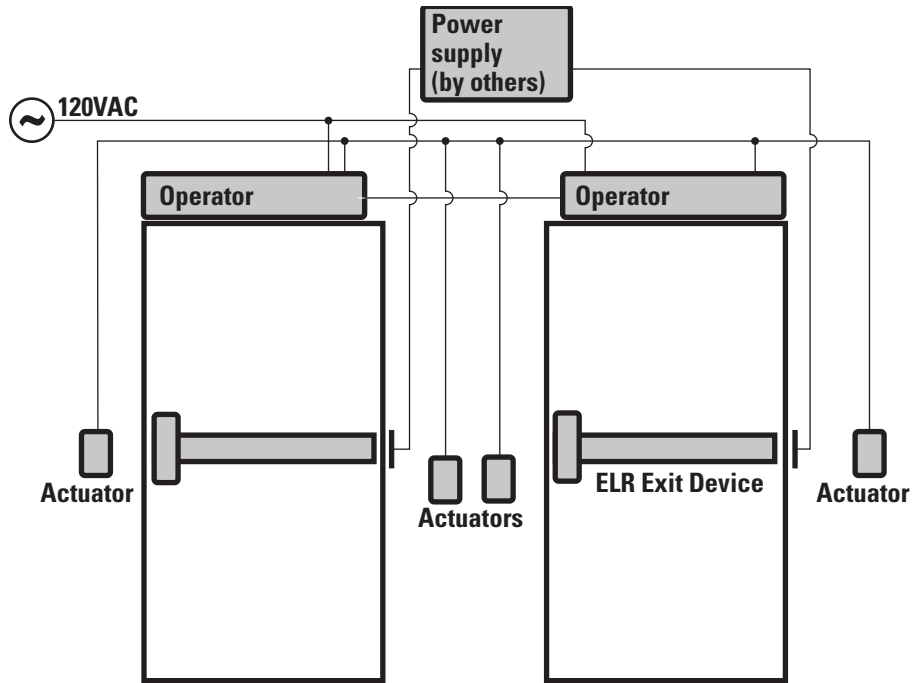 Power
supply
(by others)
120VAC
Operator
Operator
ELR Exit Device
Actuator
Actuators
Actuator